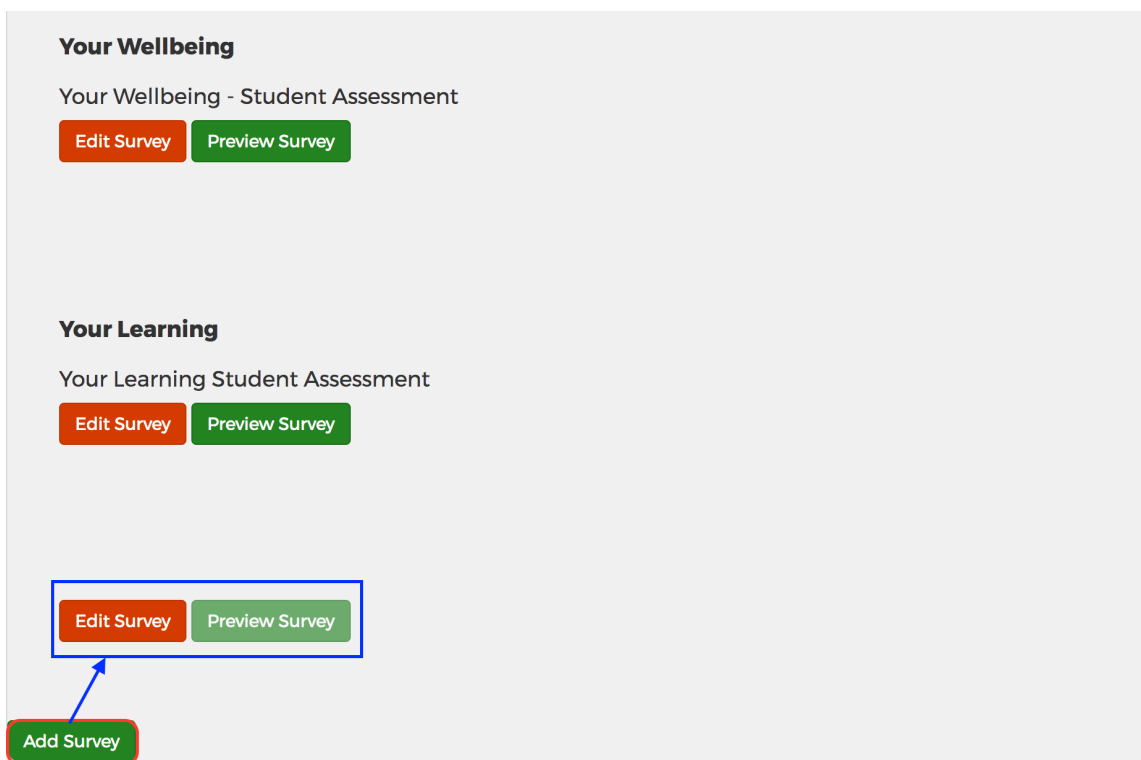 Your Wellbeing
Your Wellbeing - Student Assessment
Edit Survey Preview Survey
Your Learning
Your Learning Student Assessment
Edit Survey Preview Survey
Edit Survey Preview Survey
Add Survey